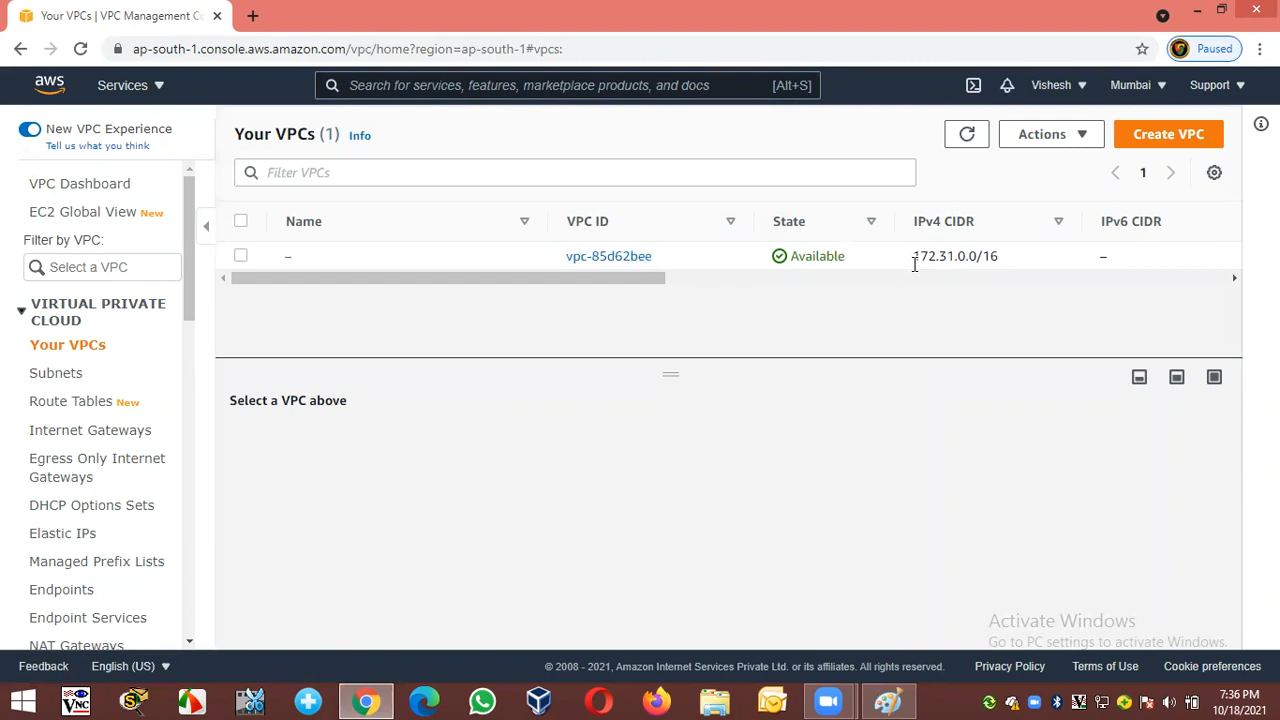 Your VPCs | VPC Management Co
ap-south-1.console.aws.amazon.com/vpc/home?region=ap-south-1#vpcs:
Paused
aws
Services
Search for services, features, marketplace products, and docs [Alt+S]
Vishesh
Mumbai
Support
New VPC Experience
Tell us what you think
VPC Dashboard
EC2 Global View New
Filter by VPC:
Select a VPC
VIRTUAL PRIVATE
CLOUD
Your VPCs
Subnets
Route Tables New
Internet Gateways
Egress Only Internet
Gateways
DHCP Options Sets
Elastic IPs
Managed Prefix Lists
Endpoints
Endpoint Services
NAT Gateways
Your VPCs (1) Info
Actions
Create VPC
Filter VPCs
1
Name VPC ID State IPv4 CIDR IPv6 CIDR
– vpc-85d62bee Available 172.31.0.0/16 –
Select a VPC above
Activate Windows
Go to PC settings to activate Windows.
Feedback English (US)
© 2008 - 2021, Amazon Internet Services Private Ltd. or its affiliates. All rights reserved.
Privacy Policy Terms of Use Cookie preferences
VNC
7:36 PM
10/18/2021